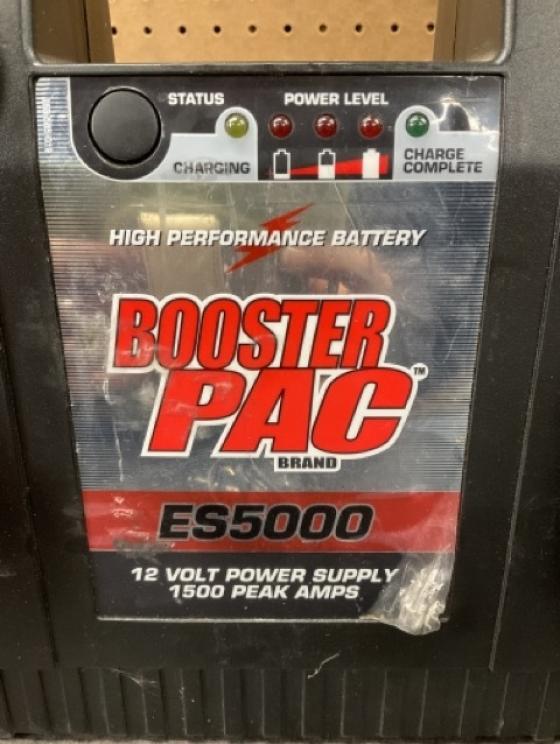 STATUS POWER LEVEL
CHARGING CHARGE
COMPLETE
HIGH PERFORMANCE BATTERY
BOOSTER
PAC™
BRAND
ES5000
12 VOLT POWER SUPPLY
1500 PEAK AMPS